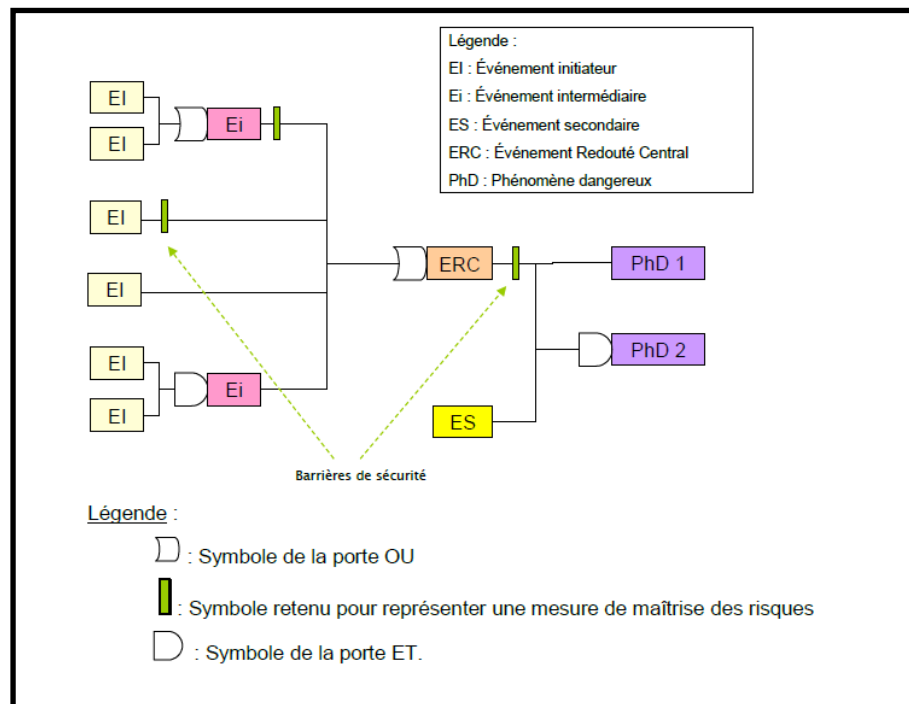 Légende :
EI : Événement initiateur
Ei : Événement intermédiaire
ES : Événement secondaire
ERC : Événement Redouté Central
PhD : Phénomène dangereux
EI
EI
Ei
EI
EI
EI
EI
Ei
ERC
PhD 1
PhD 2
ES
Barrières de sécurité
Légende :
: Symbole de la porte OU
: Symbole retenu pour représenter une mesure de maîtrise des risques
: Symbole de la porte ET.